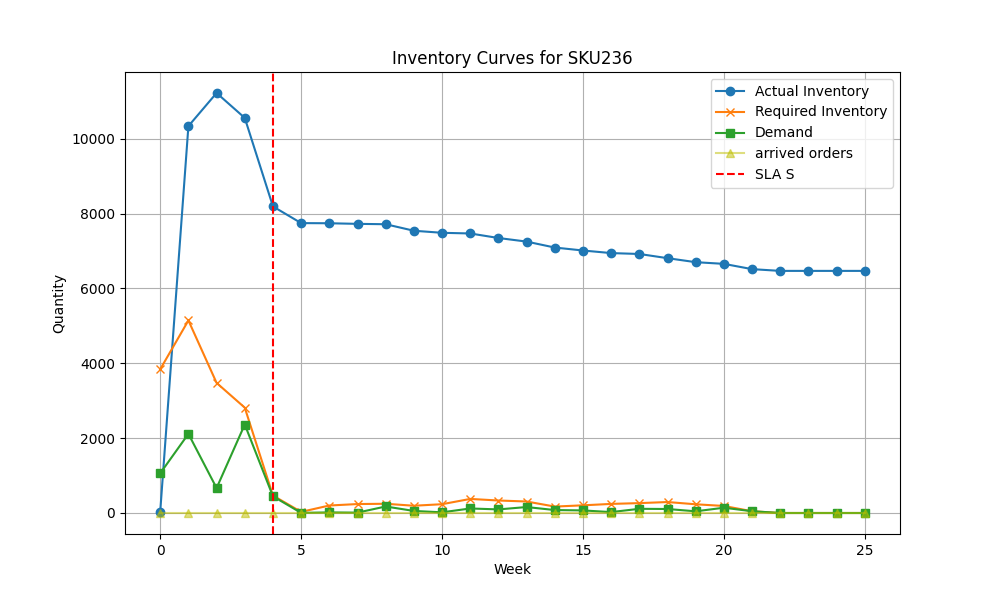 Inventory Curves for SKU236
Actual Inventory
Required Inventory
Demand
arrived orders
SLA S
Quantity
10000
8000
6000
4000
2000
0
0 5 10 15 20 25
Week